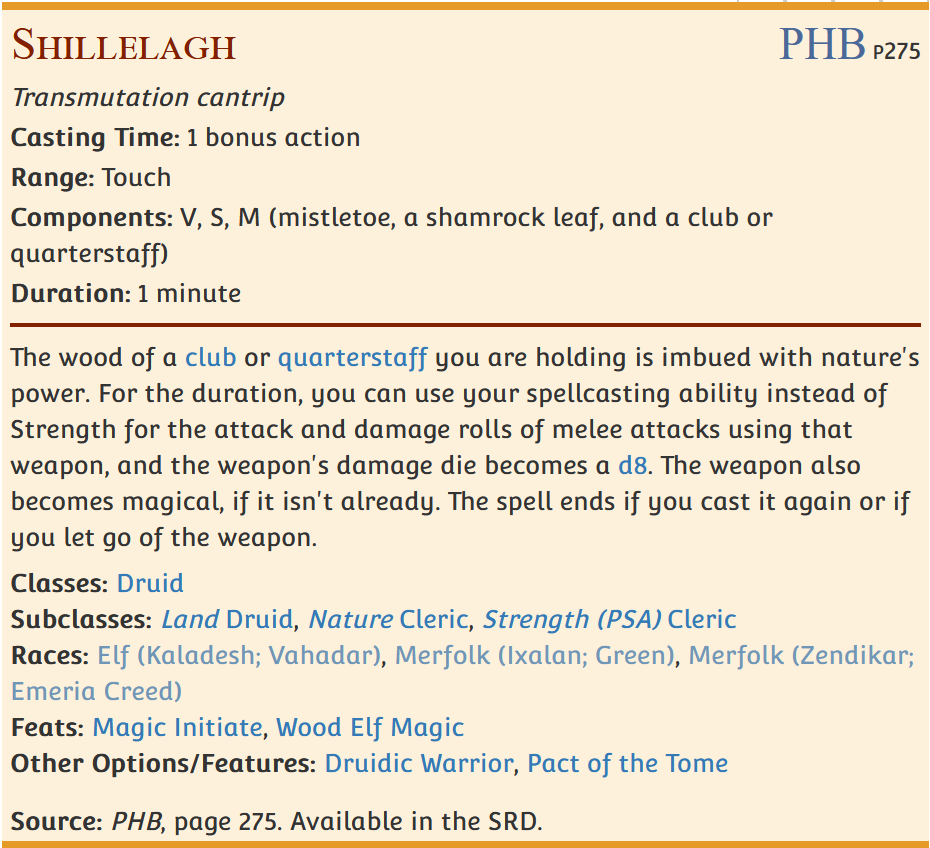 SHILLELAGH PHB P275
Transmutation cantrip
Casting Time: 1 bonus action
Range: Touch
Components: V, S, M (mistletoe, a shamrock leaf, and a club or
quarterstaff)
Duration: 1 minute
The wood of a club or quarterstaff you are holding is imbued with nature's
power. For the duration, you can use your spellcasting ability instead of
Strength for the attack and damage rolls of melee attacks using that
weapon, and the weapon's damage die becomes a d8. The weapon also
becomes magical, if it isn't already. The spell ends if you cast it again or if
you let go of the weapon.
Classes: Druid
Subclasses: Land Druid, Nature Cleric, Strength (PSA) Cleric
Races: Elf (Kaladesh; Vahadar), Merfolk (Ixalan; Green), Merfolk (Zendikar;
Emeria Creed)
Feats: Magic Initiate, Wood Elf Magic
Other Options/Features: Druidic Warrior, Pact of the Tome
Source: PHB, page 275. Available in the SRD.